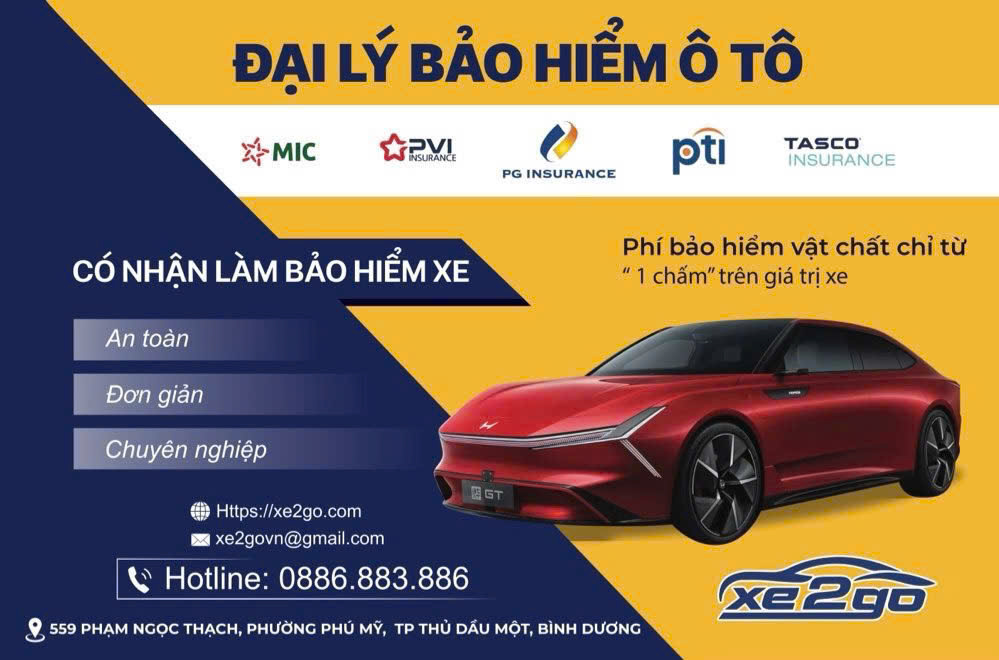 ĐẠI LÝ BẢO HIỂM Ô TÔ
MIC
PVI
INSURANCE
PG INSURANCE
pti
TASCO
INSURANCE
CÓ NHẬN LÀM BẢO HIỂM XE
Phí bảo hiểm vật chất chỉ từ
“ 1 chấm” trên giá trị xe
An toàn
Đơn giản
Chuyên nghiệp
GT
Https://xe2go.com
xe2govn@gmail.com
Hotline: 0886.883.886
xe2go
559 PHẠM NGỌC THẠCH, PHƯỜNG PHÚ MỸ, TP THỦ DẦU MỘT, BÌNH DƯƠNG